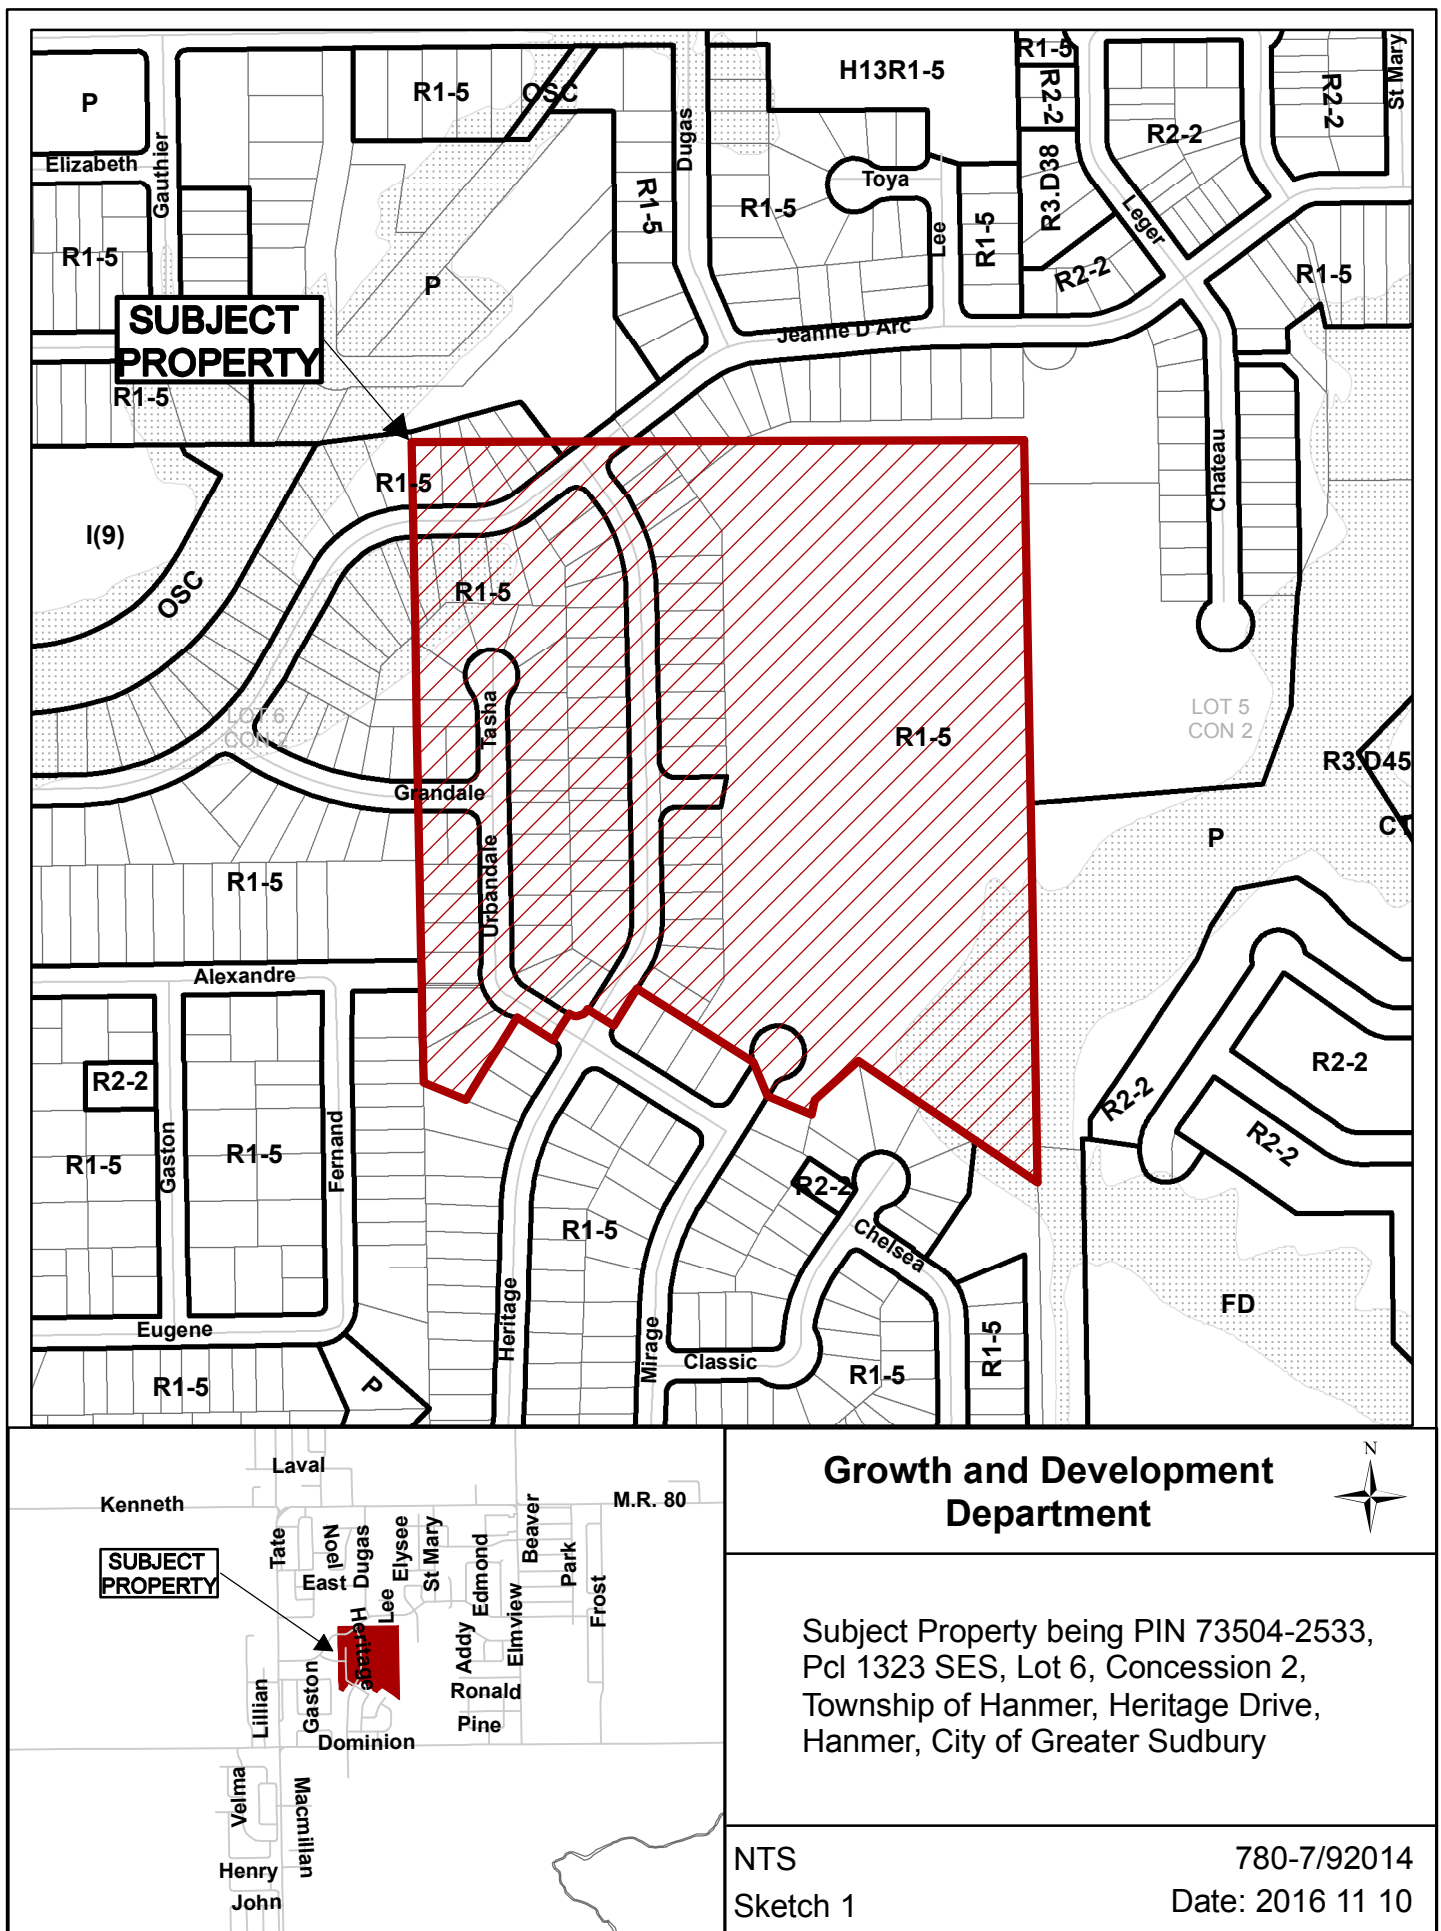 P
R1-5
OSC
H13R1-5
R1-5
R2-2
R2-2
R2-2
St Mary
Elizabeth
Gauthier
Dugas
Toya
R3.D38
Leger
R1-5
R1-5
R1-5
Lee
R1-5
R2-2
R1-5
P
SUBJECT
PROPERTY
Jeanne D Arc
R1-5
R1-5
Chateau
I(9)
OSC
R1-5
LOT 6
CON 2
Tasha
R1-5
LOT 5
CON 2
R3.D45
Grandale
P
Urbandale
R1-5
Alexandre
R2-2
R2-2
R2-2
R2-2
Gaston
R1-5
R1-5
Fernand
R2-2
R1-5
Chelsea
Heritage
FD
Eugene
Mirage
Classic
R1-5
R1-5
R1-5
P
Laval
Kenneth
M.R. 80
Tate
Noel
Dugas
Elysee
St Mary
Edmond
Beaver
Park
SUBJECT
PROPERTY
East
Lee
Heritage
Addy
Elmview
Frost
Lillian
Gaston
Ronald
Pine
Dominion
Velma
Macmillan
Henry
John
Growth and Development
Department
N
Subject Property being PIN 73504-2533,
Pcl 1323 SES, Lot 6, Concession 2,
Township of Hanmer, Heritage Drive,
Hanmer, City of Greater Sudbury
NTS
780-7/92014
Sketch 1
Date: 2016 11 10